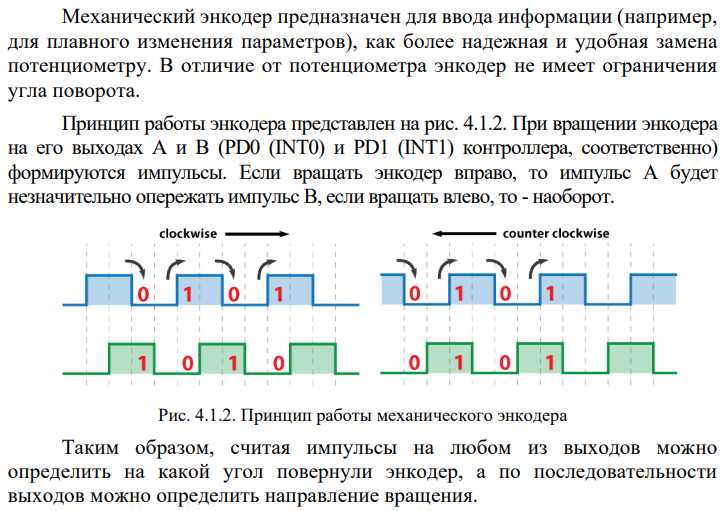 Механический энкодер предназначен для ввода информации (например,
для плавного изменения параметров), как более надежная и удобная замена
потенциометру. В отличие от потенциометра энкодер не имеет ограничения
угла поворота.
Принцип работы энкодера представлен на рис. 4.1.2. При вращении энкодера
на его выходах А и В (PD0 (INT0) и PD1 (INT1) контроллера, соответственно)
формируются импульсы. Если вращать энкодер вправо, то импульс А будет
незначительно опережать импульс В, если вращать влево, то - наоборот.
clockwise
0 1 0 1
1 0 1 0
counter clockwise
0 1 0 1
0 1 0 1
Рис. 4.1.2. Принцип работы механического энкодера
Таким образом, считая импульсы на любом из выходов можно
определить на какой угол повернули энкодер, а по последовательности
выходов можно определить направление вращения.